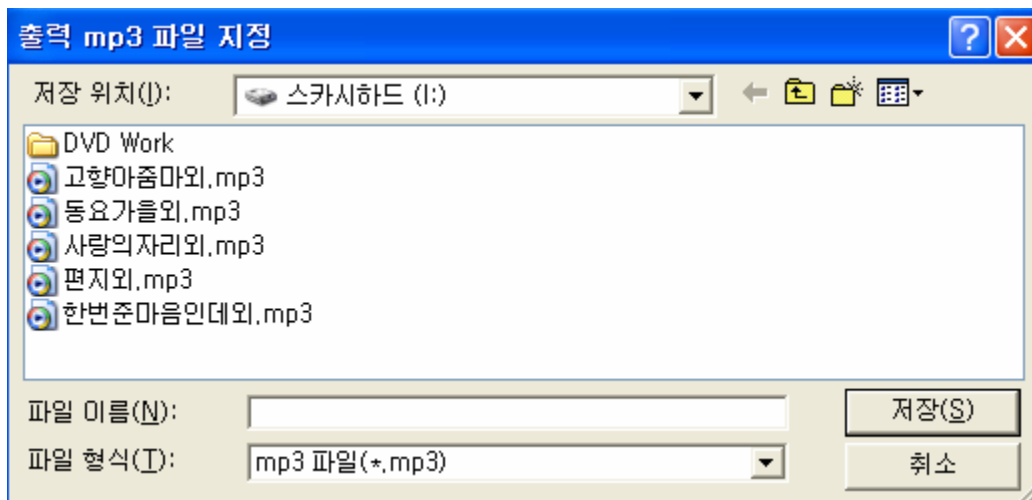 출력 mp3 파일 지정
저장 위치(I): 스카시하드 (I:)
DVD Work
고향아줌마외.mp3
동요가을외.mp3
사랑의자리외.mp3
편지외.mp3
한번준마음인데외.mp3
파일 이름(N): 저장(S)
파일 형식(T): mp3 파일(*.mp3) 취소